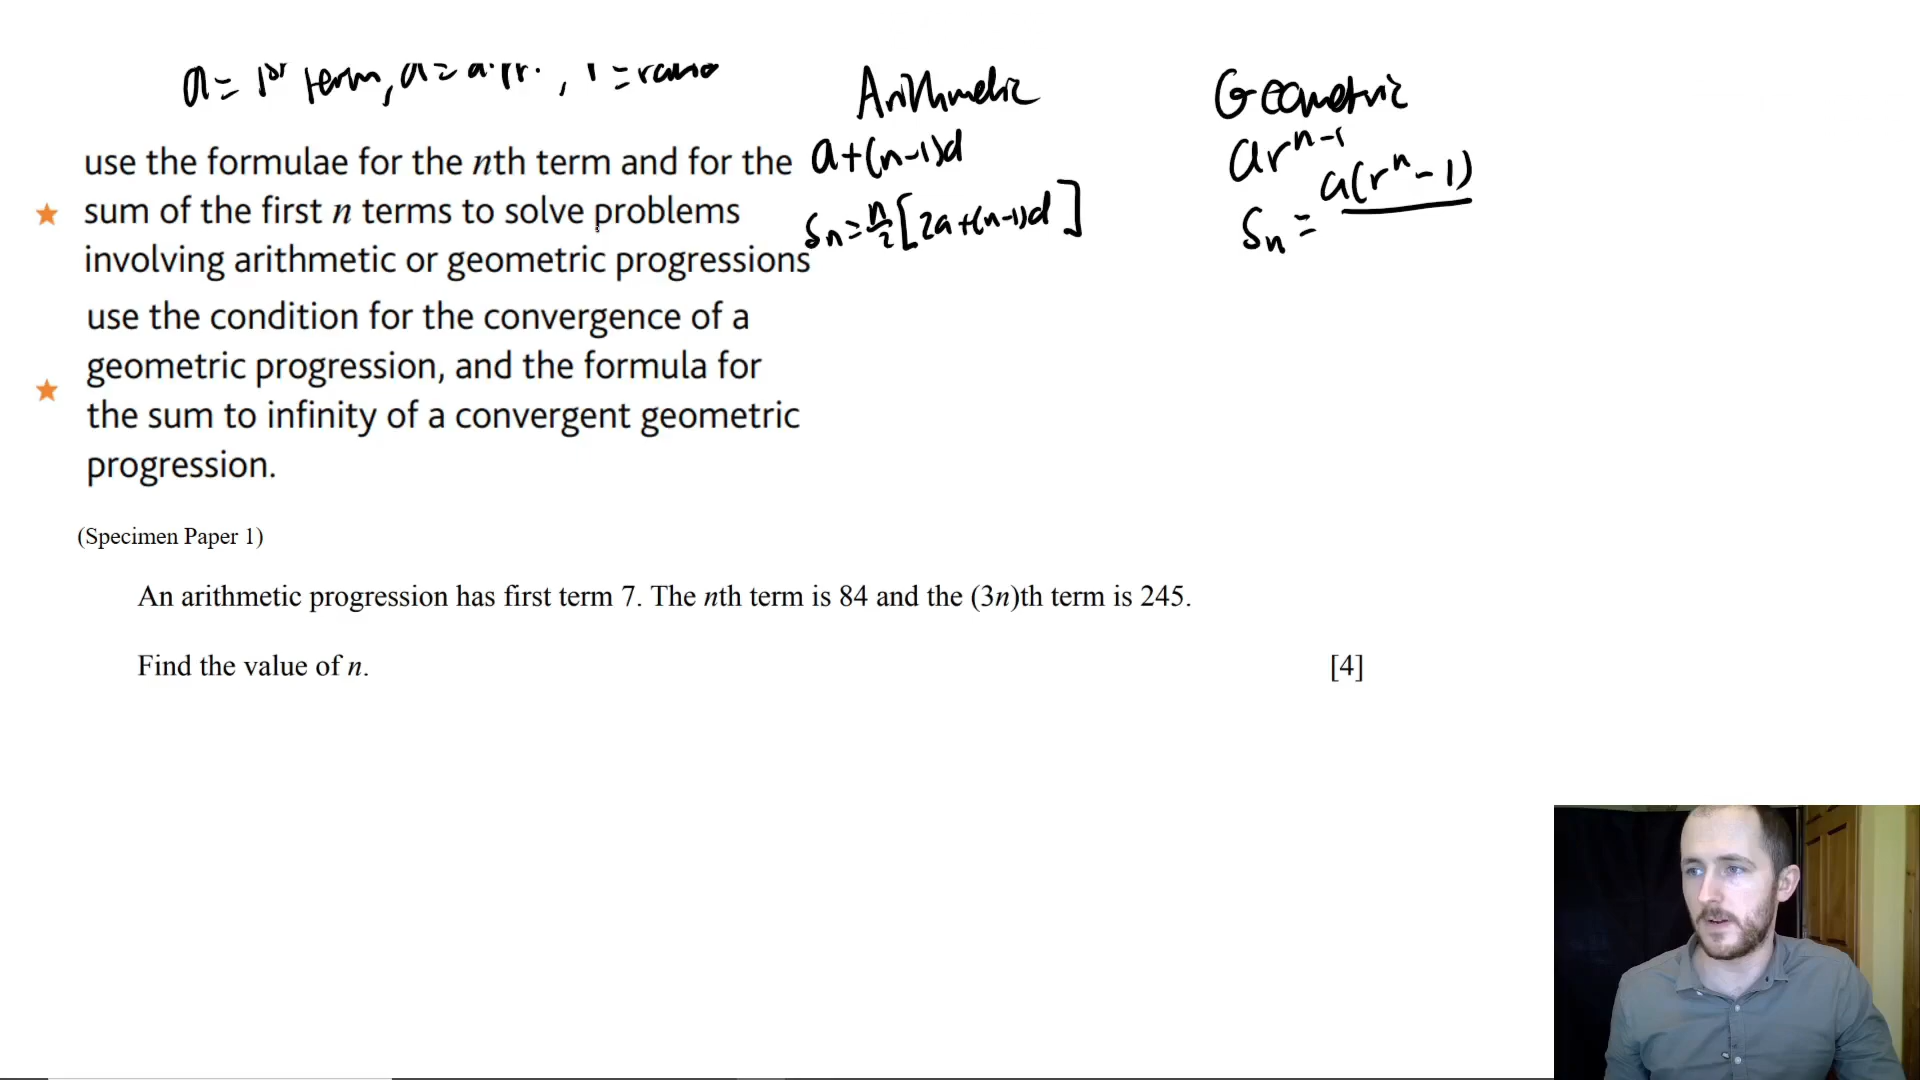 a = 1st term, d = diff. , r = ratio
Arithmetic
Geometric
a+(n-1)d
ar^{n-1}
use the formulae for the nth term and for the
sum of the first n terms to solve problems
involving arithmetic or geometric progressions
S_n = n/2 [2a+(n-1)d]
S_n = a(r^n - 1)
use the condition for the convergence of a
geometric progression, and the formula for
the sum to infinity of a convergent geometric
progression.
(Specimen Paper 1)
An arithmetic progression has first term 7. The nth term is 84 and the (3n)th term is 245.
Find the value of n. [4]